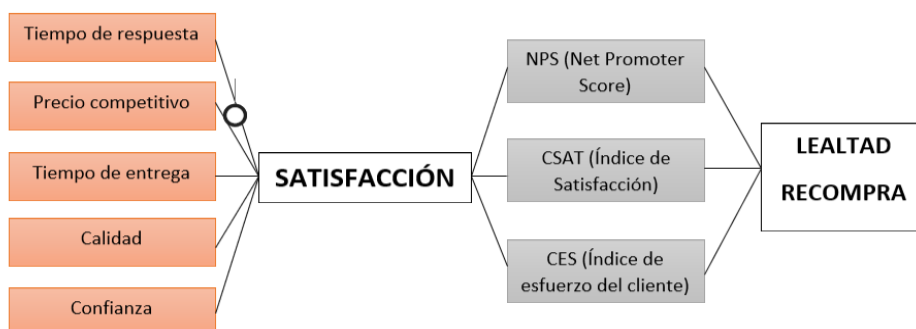 Tiempo de respuesta
Precio competitivo
Tiempo de entrega
Calidad
Confianza
SATISFACCIÓN
NPS (Net Promoter
Score)
CSAT (Índice de
Satisfacción)
CES (Índice de
esfuerzo del cliente)
LEALTAD
RECOMPRA